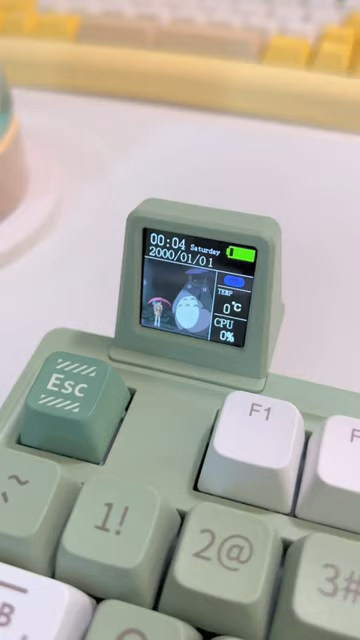 00:04 Saturday
2000/01/01
TEMP
0℃
CPU
0%
Esc
F1
F
~
`
1!
2@
3#
B